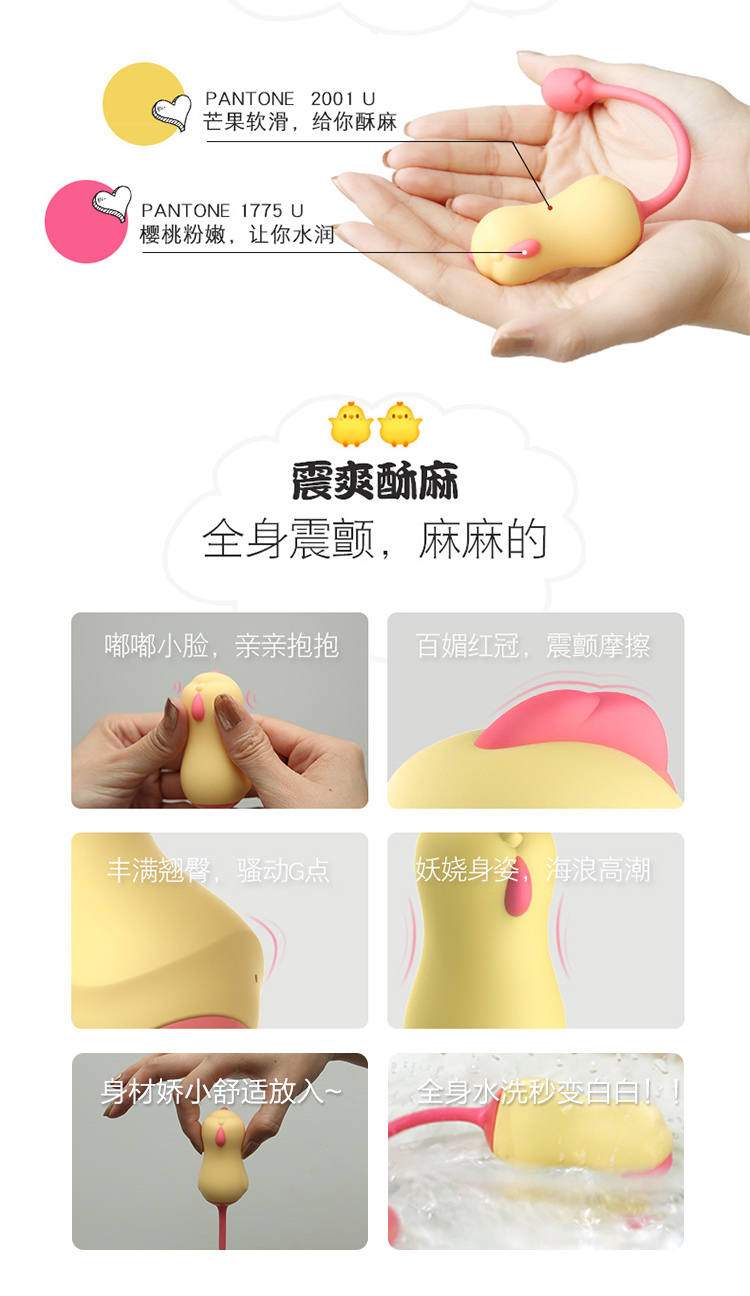 PANTONE 2001 U
芒果软滑，给你酥麻
PANTONE 1775 U
樱桃粉嫩，让你水润
震爽酥麻
全身震颤，麻麻的
嘟嘟小脸，亲亲抱抱
百媚红冠，震颤摩擦
丰满翘臀，骚动G点
妖娆身姿，海浪高潮
身材娇小舒适放入~
全身水洗秒变白白！！